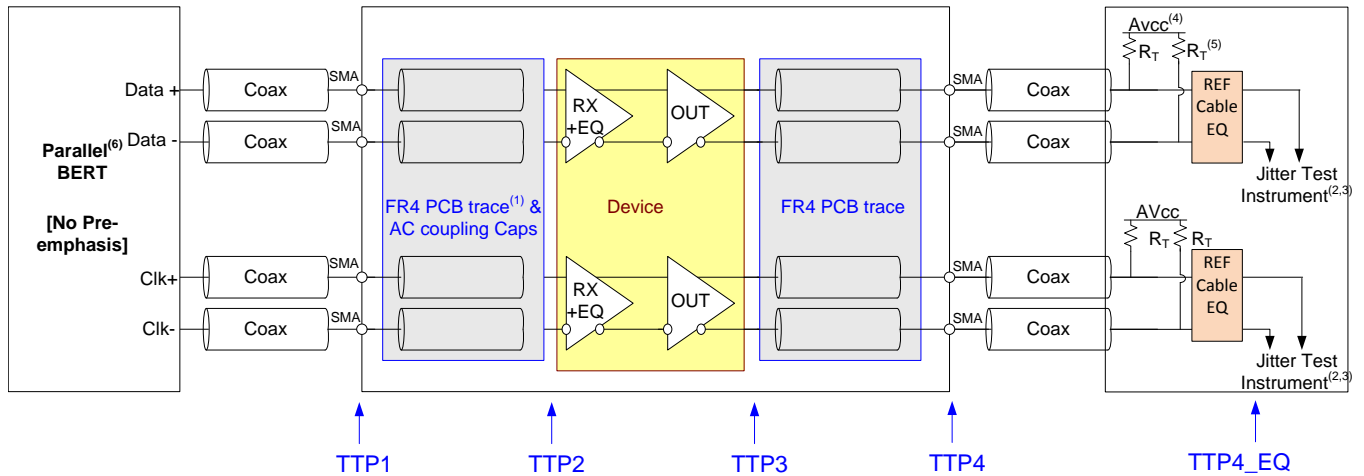 Parallel(6)
BERT
[No Pre-
emphasis]
Data +
Data -
Clk+
Clk-
Coax
Coax
Coax
Coax
SMA
SMA
SMA
SMA
FR4 PCB trace(1) &
AC coupling Caps
RX
+EQ
OUT
Device
RX
+EQ
OUT
FR4 PCB trace
SMA
SMA
SMA
SMA
Coax
Coax
Coax
Coax
Avcc(4)
RT
RT(5)
REF
Cable
EQ
Jitter Test
Instrument(2,3)
AVcc
RT
RT
REF
Cable
EQ
Jitter Test
Instrument(2,3)
TTP1
TTP2
TTP3
TTP4
TTP4_EQ